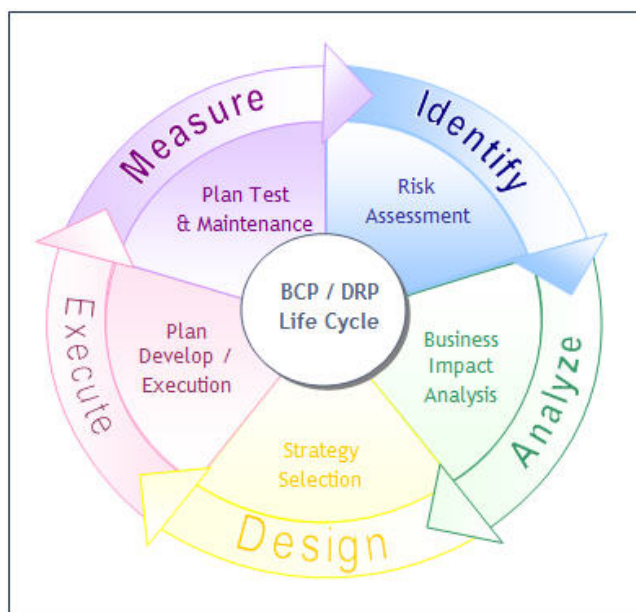 Measure
Identify
Plan Test
& Maintenance
Risk
Assessment
BCP / DRP
Life Cycle
Execute
Plan
Develop /
Execution
Business
Impact
Analysis
Analyze
Strategy
Selection
Design